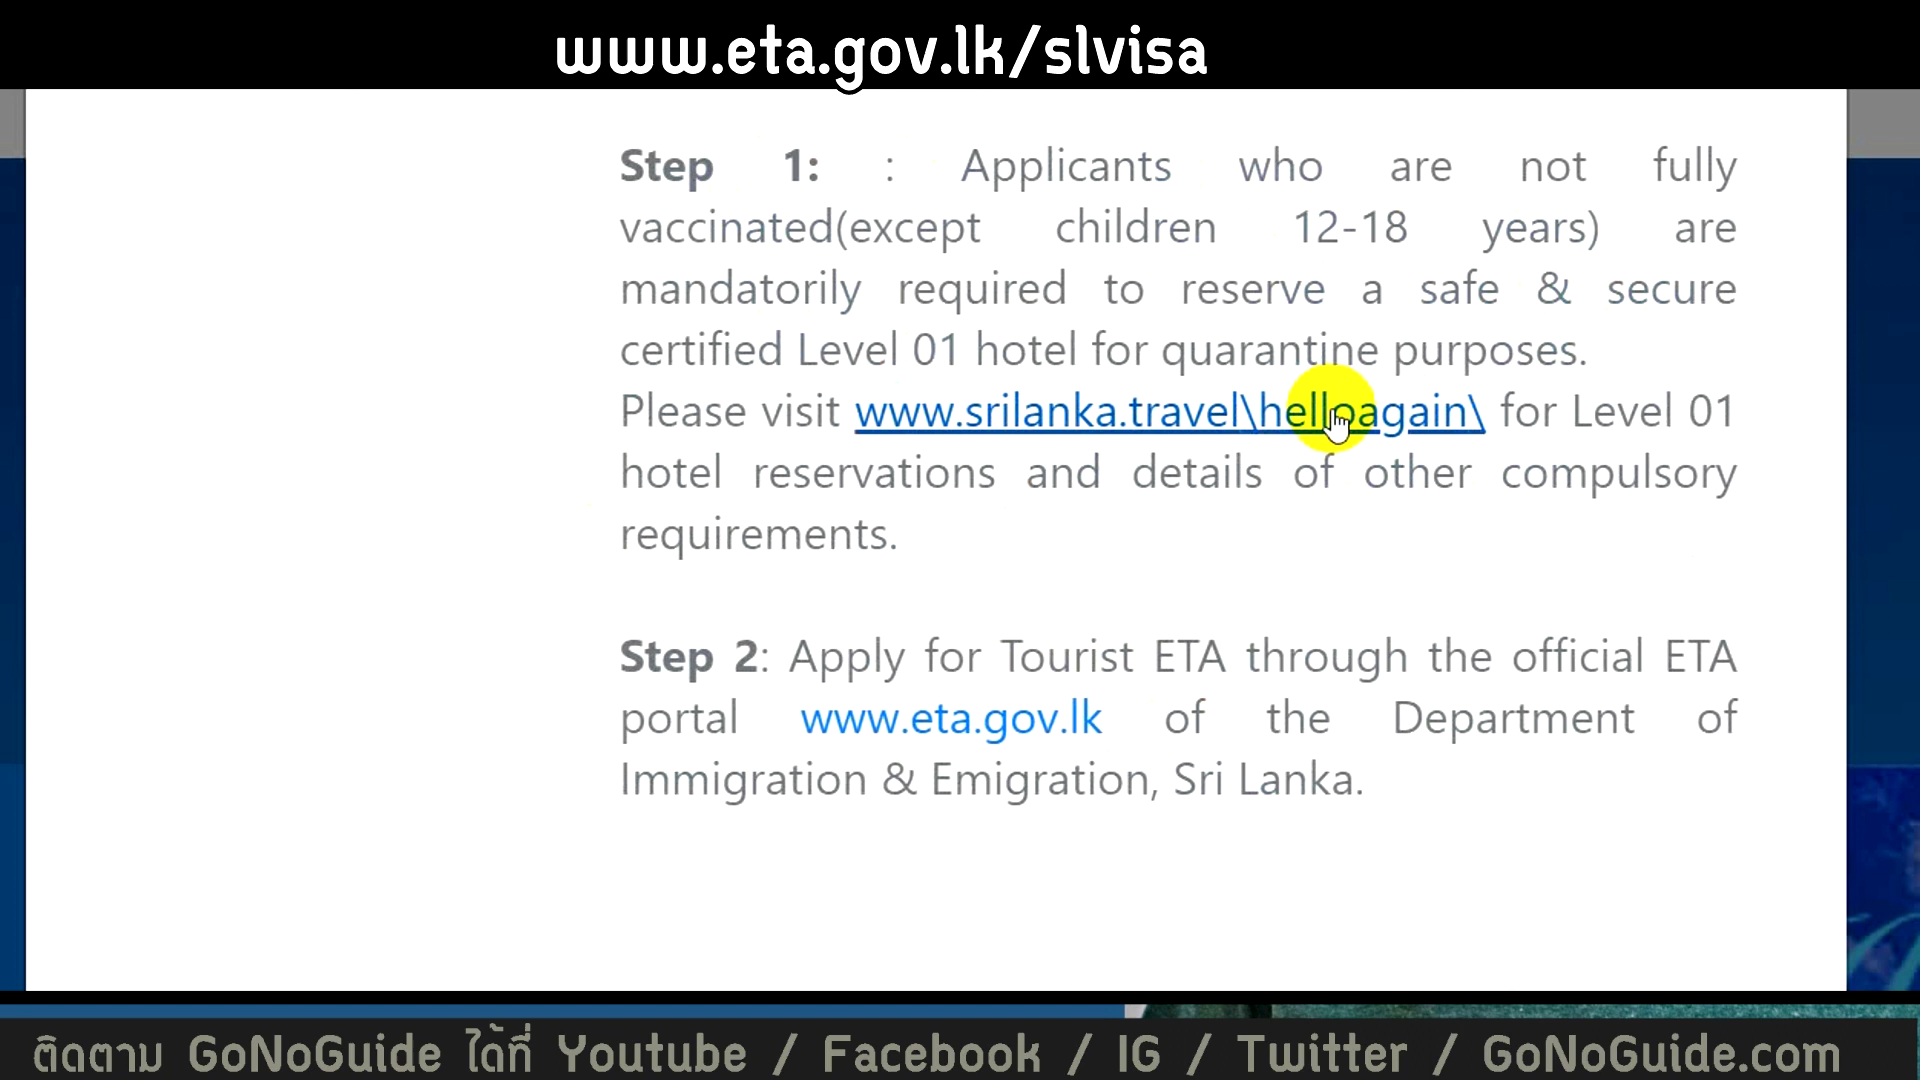 www.eta.gov.lk/slvisa
Step 1: : Applicants who are not fully
vaccinated(except children 12-18 years) are
mandatorily required to reserve a safe & secure
certified Level 01 hotel for quarantine purposes.
Please visit www.srilanka.travel\helloagain\ for Level 01
hotel reservations and details of other compulsory
requirements.
Step 2: Apply for Tourist ETA through the official ETA
portal www.eta.gov.lk of the Department of
Immigration & Emigration, Sri Lanka.
ติดตาม GoNoGuide ได้ที่ Youtube / Facebook / IG / Twitter / GoNoGuide.com